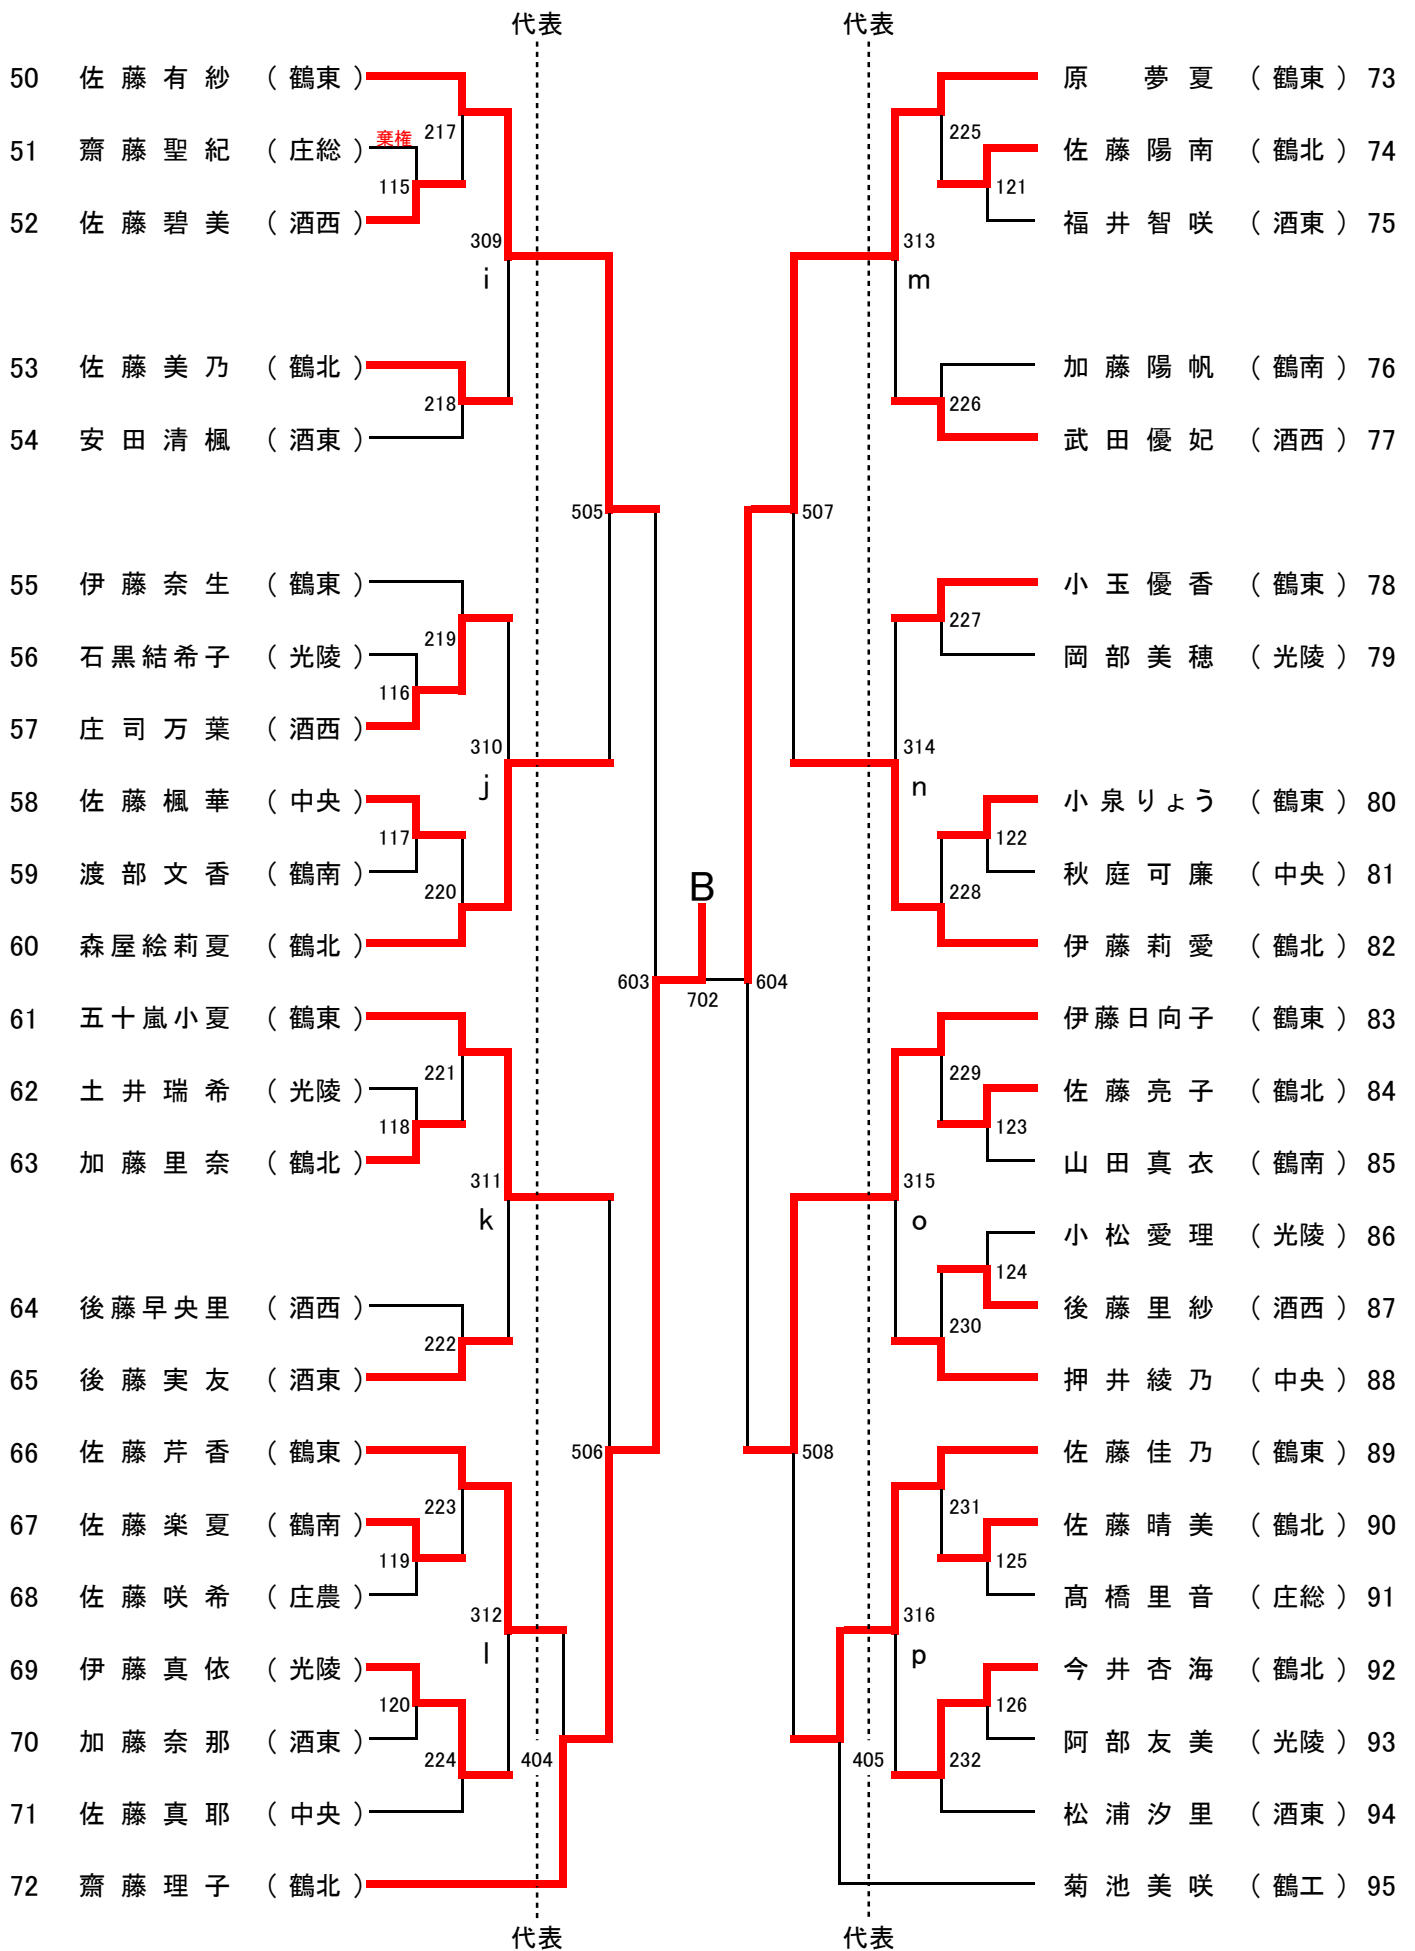 代表 代表
50 佐藤有紗 (鶴東) 原 夢夏 (鶴東) 73
217 棄権 225
51 齋藤聖紀 (庄総) 佐藤陽南 (鶴北) 74
115 121
52 佐藤碧美 (酒西) 福井智咲 (酒東) 75
309 313
i m
53 佐藤美乃 (鶴北) 加藤陽帆 (鶴南) 76
218 226
54 安田清楓 (酒東) 武田優妃 (酒西) 77
505 507
55 伊藤奈生 (鶴東) 小玉優香 (鶴東) 78
219 227
56 石黒結希子 (光陵) 岡部美穂 (光陵) 79
116
57 庄司万葉 (酒西)
310 314
j n
58 佐藤楓華 (中央) 小泉りょう (鶴東) 80
117 122
59 渡部文香 (鶴南) 秋庭可廉 (中央) 81
220 B 228
60 森屋絵莉夏 (鶴北) 伊藤莉愛 (鶴北) 82
603 702 604
61 五十嵐小夏 (鶴東) 伊藤日向子 (鶴東) 83
221 229
62 土井瑞希 (光陵) 佐藤亮子 (鶴北) 84
118 123
63 加藤里奈 (鶴北) 山田真衣 (鶴南) 85
311 315
k o
小松愛理 (光陵) 86
124
64 後藤早央里 (酒西) 後藤里紗 (酒西) 87
222 230
65 後藤実友 (酒東) 押井綾乃 (中央) 88
66 佐藤芹香 (鶴東) 506 508 佐藤佳乃 (鶴東) 89
223 231
67 佐藤楽夏 (鶴南) 佐藤晴美 (鶴北) 90
119 125
68 佐藤咲希 (庄農) 髙橋里音 (庄総) 91
312 316
l p
69 伊藤真依 (光陵) 今井杏海 (鶴北) 92
120 126
70 加藤奈那 (酒東) 阿部友美 (光陵) 93
224 404 405 232
71 佐藤真耶 (中央) 松浦汐里 (酒東) 94
72 齋藤理子 (鶴北) 菊池美咲 (鶴工) 95
代表 代表